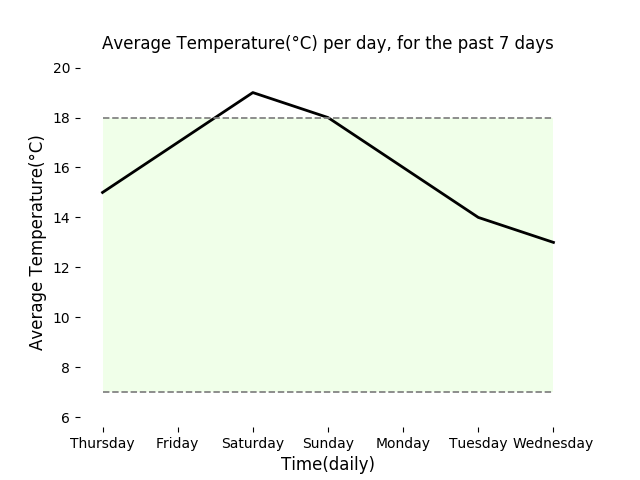 Average Temperature(°C) per day, for the past 7 days
Average Temperature(°C)
20
18
16
14
12
10
8
6
Thursday Friday Saturday Sunday Monday Tuesday Wednesday
Time(daily)